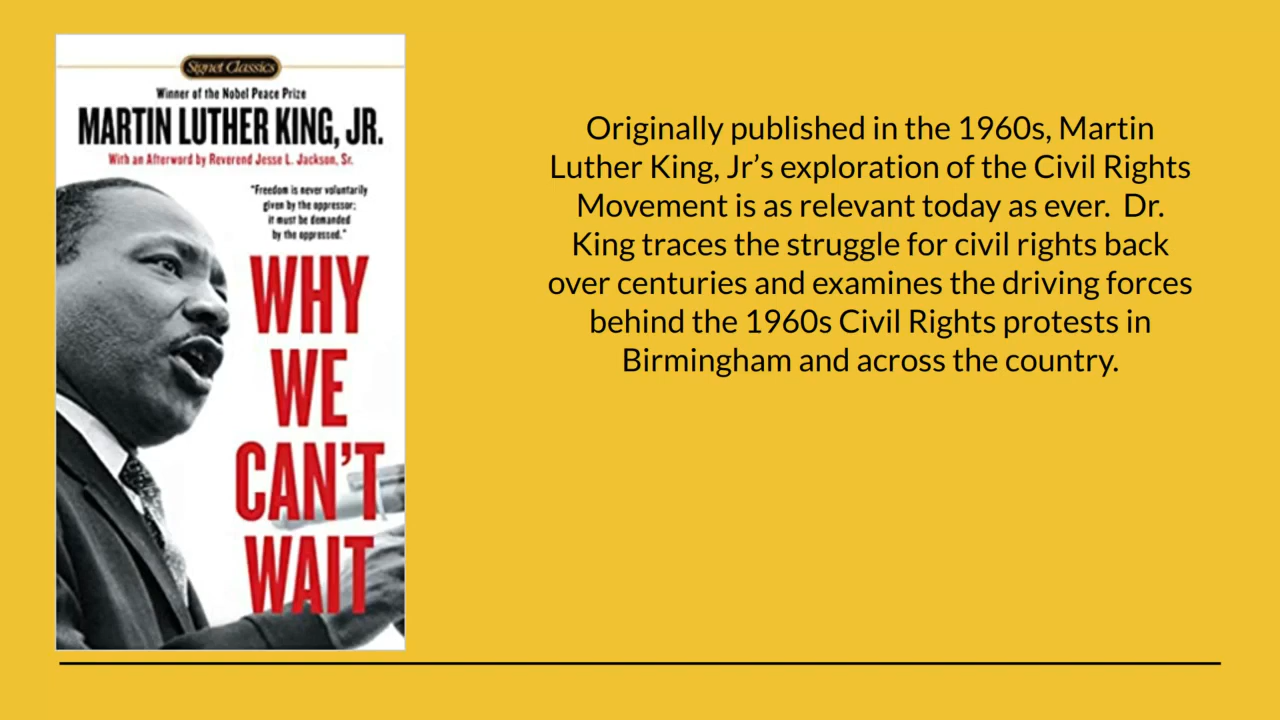 Signet Classics
Winner of the Nobel Peace Prize
MARTIN LUTHER KING, JR.
With an Afterword by Reverend Jesse L. Jackson, Sr.
"Freedom is never voluntarily
given by the oppressor;
it must be demanded
by the oppressed."
WHY
WE
CAN'T
WAIT
Originally published in the 1960s, Martin
Luther King, Jr’s exploration of the Civil Rights
Movement is as relevant today as ever.  Dr.
King traces the struggle for civil rights back
over centuries and examines the driving forces
behind the 1960s Civil Rights protests in
Birmingham and across the country.